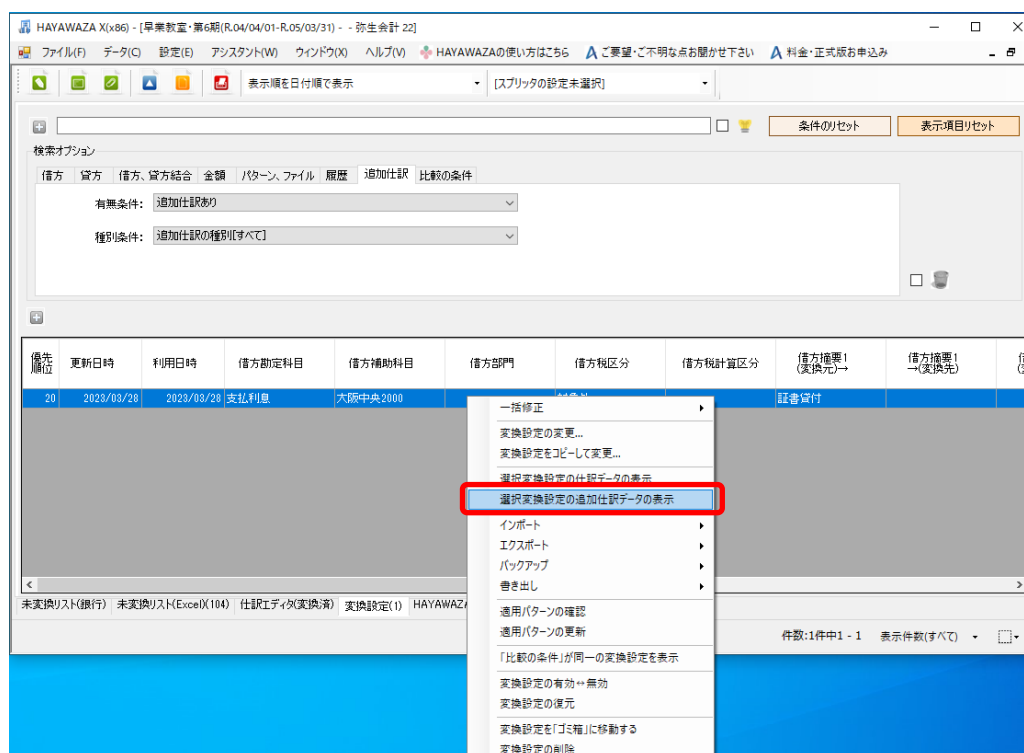 HAYAWAZA X(x86) - [早業教室・第6期(R.04/04/01-R.05/03/31) - - 弥生会計 22]
ファイル(F) データ(C) 設定(E) アシスタント(W) ウィンドウ(X) ヘルプ(V) HAYAWAZAの使い方はこちら ご要望・ご不明な点お聞かせ下さい 料金・正式版お申込み
表示順を日付順で表示 [スプリッタの設定未選択]
条件のリセット 表示項目リセット
検索オプション
借方 貸方 借方、貸方結合 金額 パターン、ファイル 履歴 追加仕訳 比較の条件
有無条件: 追加仕訳あり
種別条件: 追加仕訳の種別[すべて]
優先順位 更新日時 利用日時 借方勘定科目 借方補助科目 借方部門 借方税区分 借方税計算区分 借方摘要1(変換元)→ 借方摘要1→(変換先)
20 2023/03/28 2023/03/28 支払利息 大阪中央2000 証書貸付
一括修正
変換設定の変更...
変換設定をコピーして変更...
選択変換設定の仕訳データの表示
選択変換設定の追加仕訳データの表示
インポート
エクスポート
バックアップ
書き出し
適用パターンの確認
適用パターンの更新
「比較の条件」が同一の変換設定を表示
変換設定の有効⇔無効
変換設定の復元
変換設定を「ゴミ箱」に移動する
変換設定の削除
未変換リスト(銀行) 未変換リスト(Excel)(104) 仕訳エディタ(変換済) 変換設定(1) HAYAWAZ
件数:1件中1 - 1 表示件数(すべて)